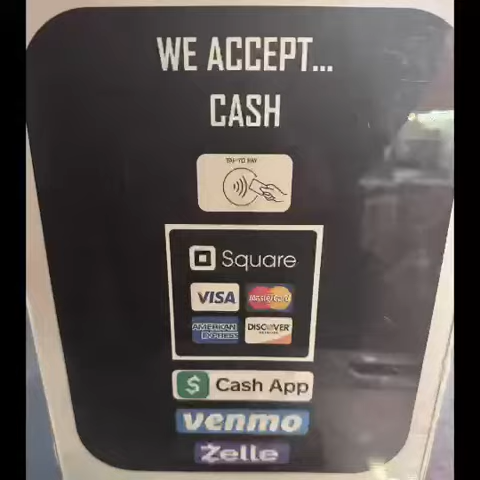 WE ACCEPT...
CASH
TAP TO PAY
Square
VISA MasterCard
AMERICAN EXPRESS DISCOVER
Cash App
venmo
Zelle